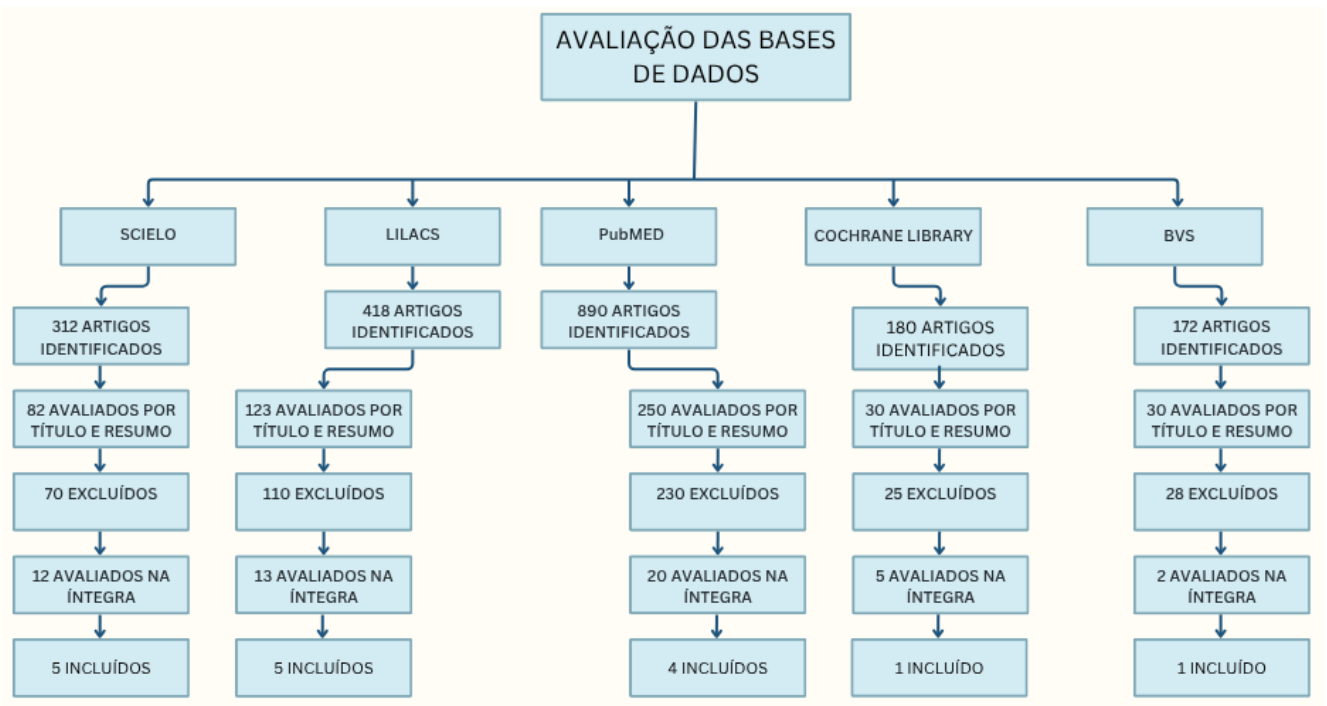 AVALIAÇÃO DAS BASES
DE DADOS
SCIELO
LILACS
PubMED
COCHRANE LIBRARY
BVS
312 ARTIGOS
IDENTIFICADOS
418 ARTIGOS
IDENTIFICADOS
890 ARTIGOS
IDENTIFICADOS
180 ARTIGOS
IDENTIFICADOS
172 ARTIGOS
IDENTIFICADOS
82 AVALIADOS POR
TÍTULO E RESUMO
123 AVALIADOS POR
TÍTULO E RESUMO
250 AVALIADOS POR
TÍTULO E RESUMO
30 AVALIADOS POR
TÍTULO E RESUMO
30 AVALIADOS POR
TÍTULO E RESUMO
70 EXCLUÍDOS
110 EXCLUÍDOS
230 EXCLUÍDOS
25 EXCLUÍDOS
28 EXCLUÍDOS
12 AVALIADOS NA
ÍNTEGRA
13 AVALIADOS NA
ÍNTEGRA
20 AVALIADOS NA
ÍNTEGRA
5 AVALIADOS NA
ÍNTEGRA
2 AVALIADOS NA
ÍNTEGRA
5 INCLUÍDOS
5 INCLUÍDOS
4 INCLUÍDOS
1 INCLUÍDO
1 INCLUÍDO